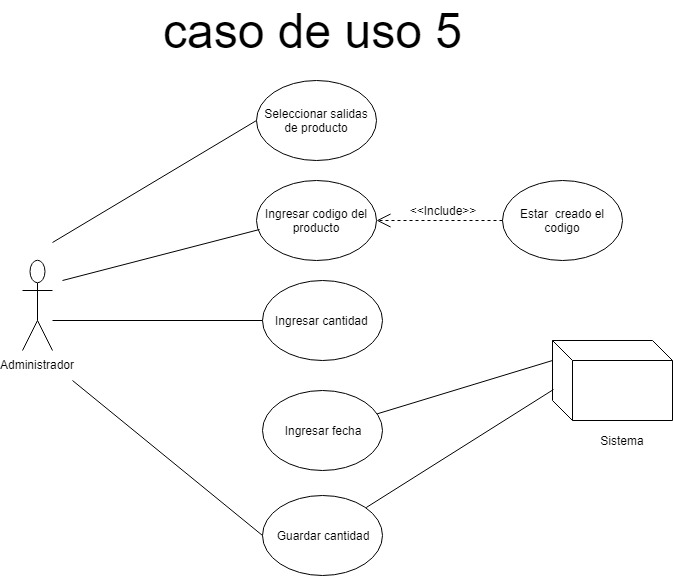 caso de uso 5
Seleccionar salidas
de producto
Ingresar codigo del
producto
<<Include>>
Estar creado el
codigo
Ingresar cantidad
Administrador
Ingresar fecha
Sistema
Guardar cantidad